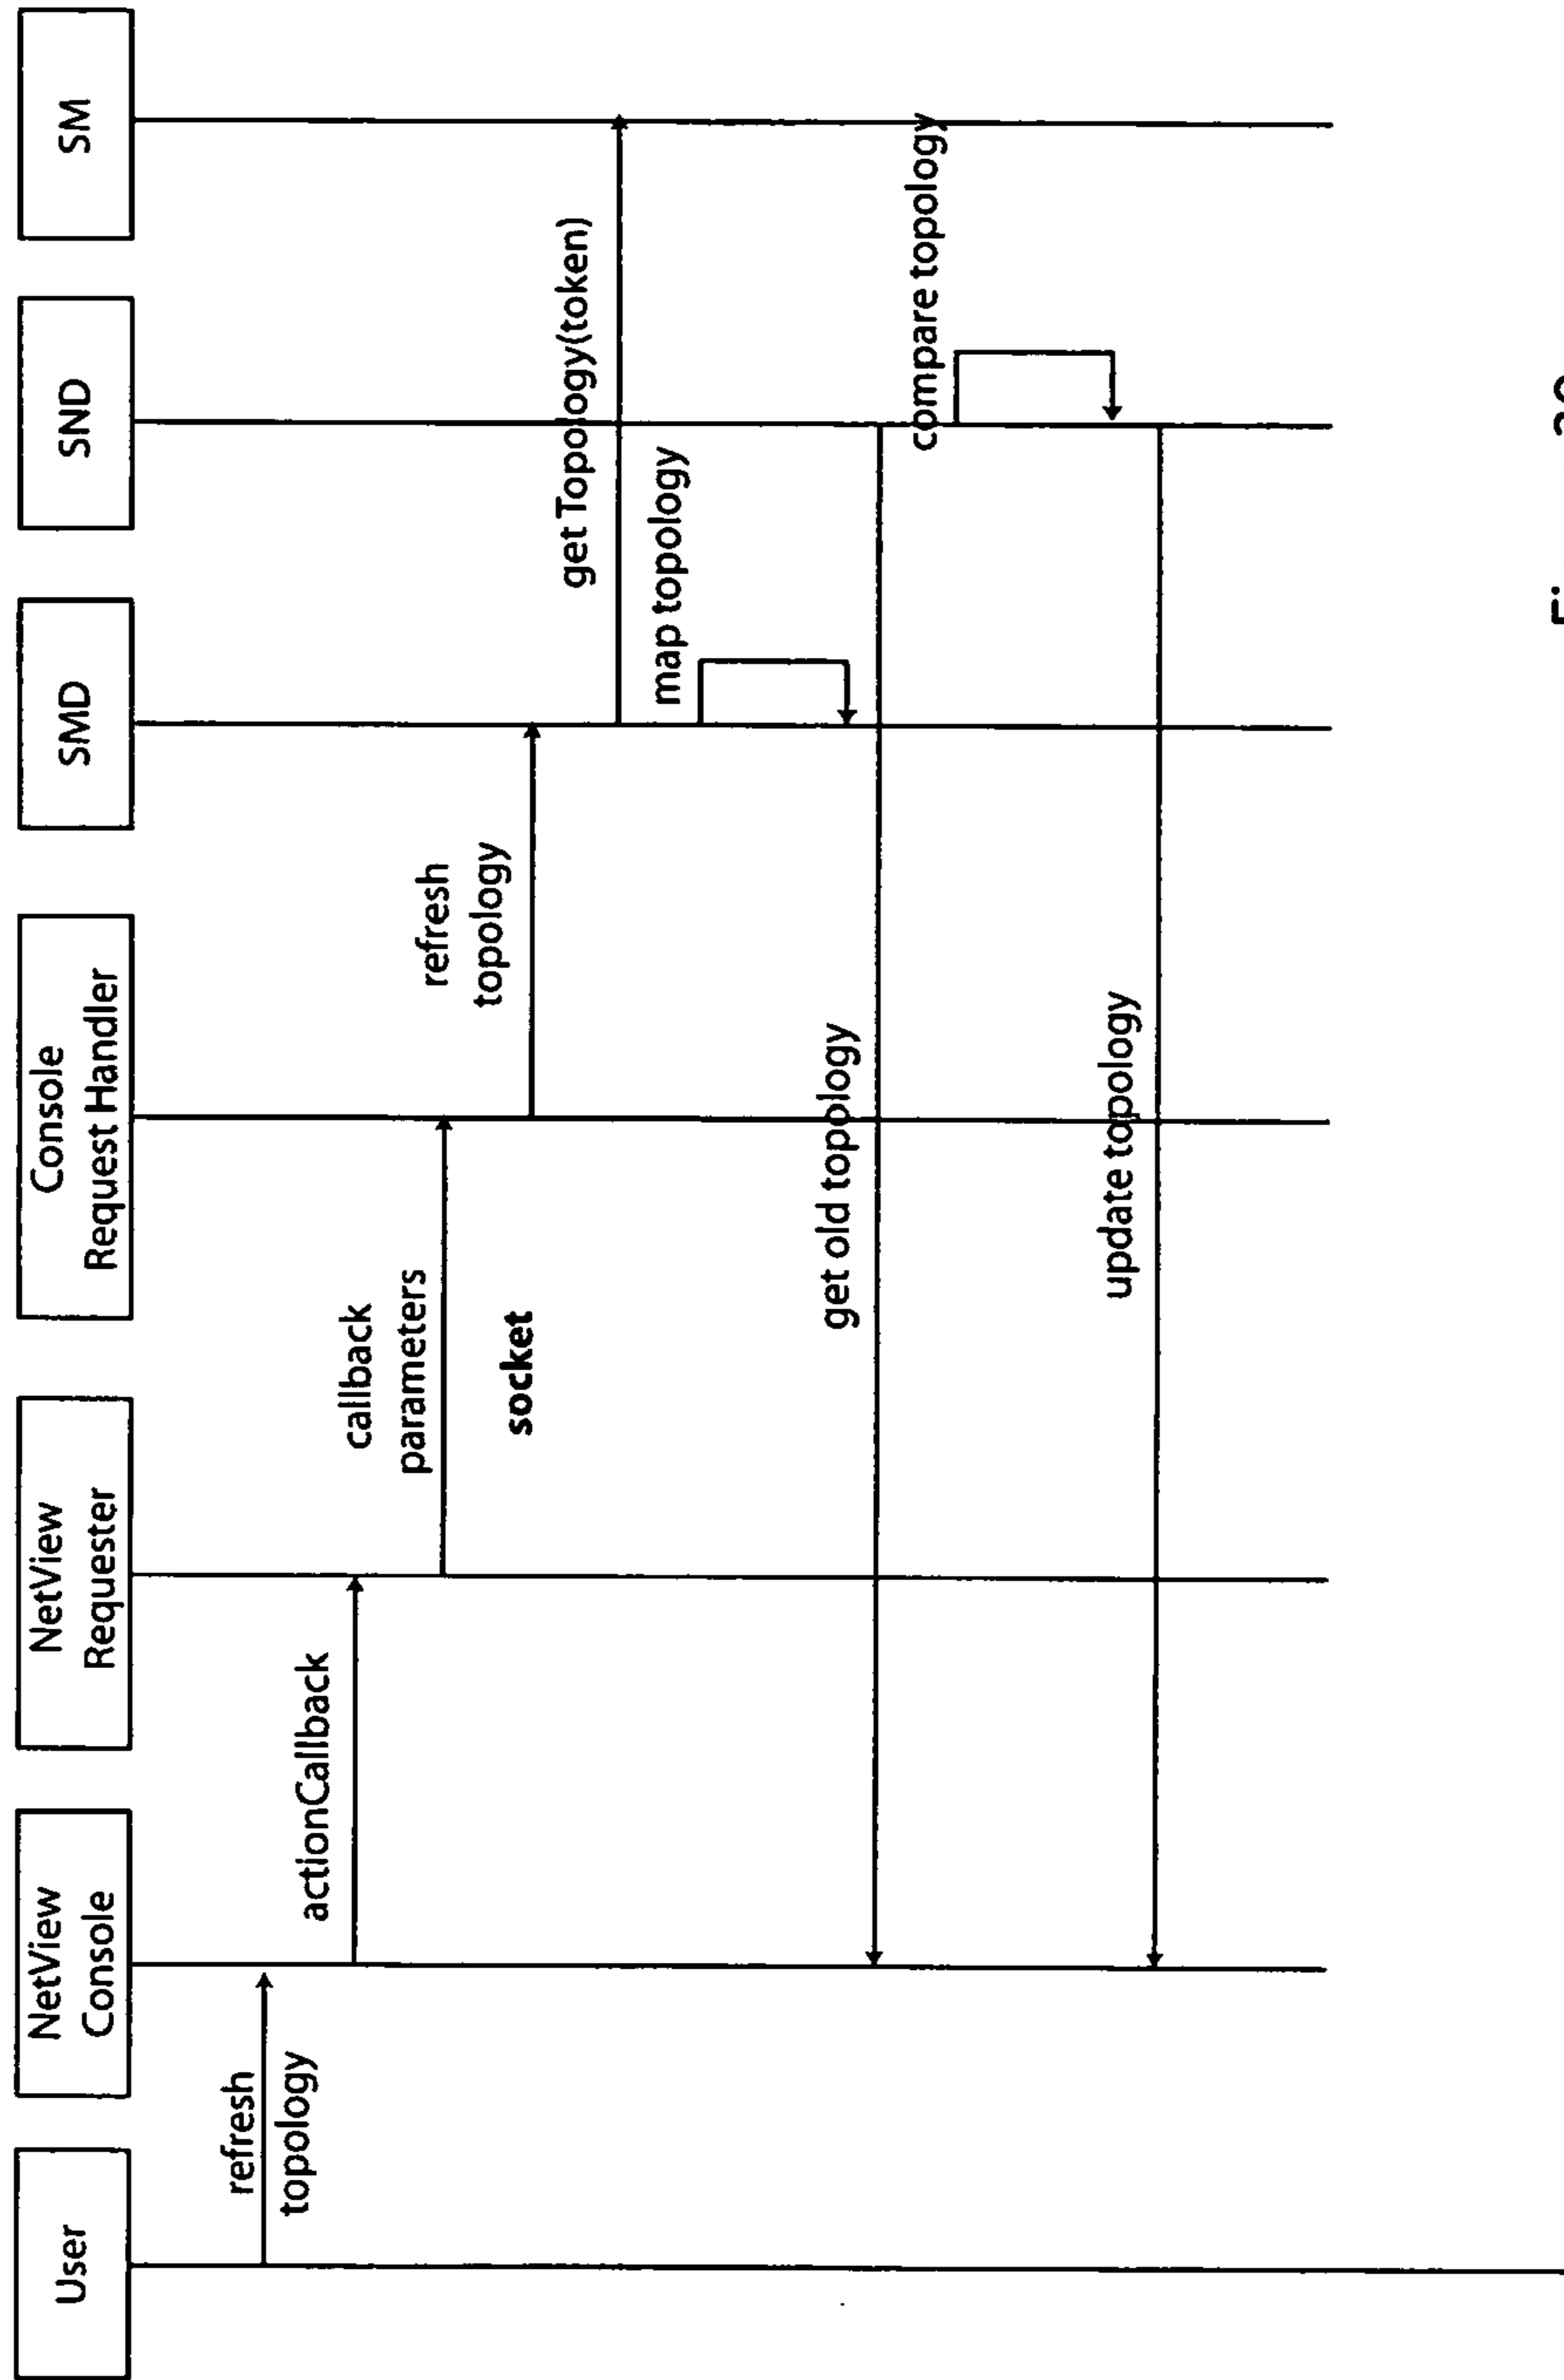 User
NetView
Console
NetView
Requester
Console
Request Handler
SMD
SND
SM
refresh
topology
actionCallback
callback
parameters
socket
refresh
topology
get Topology(token)
map topology
get old topology
compare topology
update topology